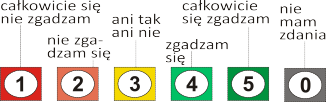 całkowicie się
nie zgadzam
nie zga-
dzam się
ani tak
ani nie
zgadzam
się
całkowicie
się zgadzam
nie
mam
zdania
1 2 3 4 5 0